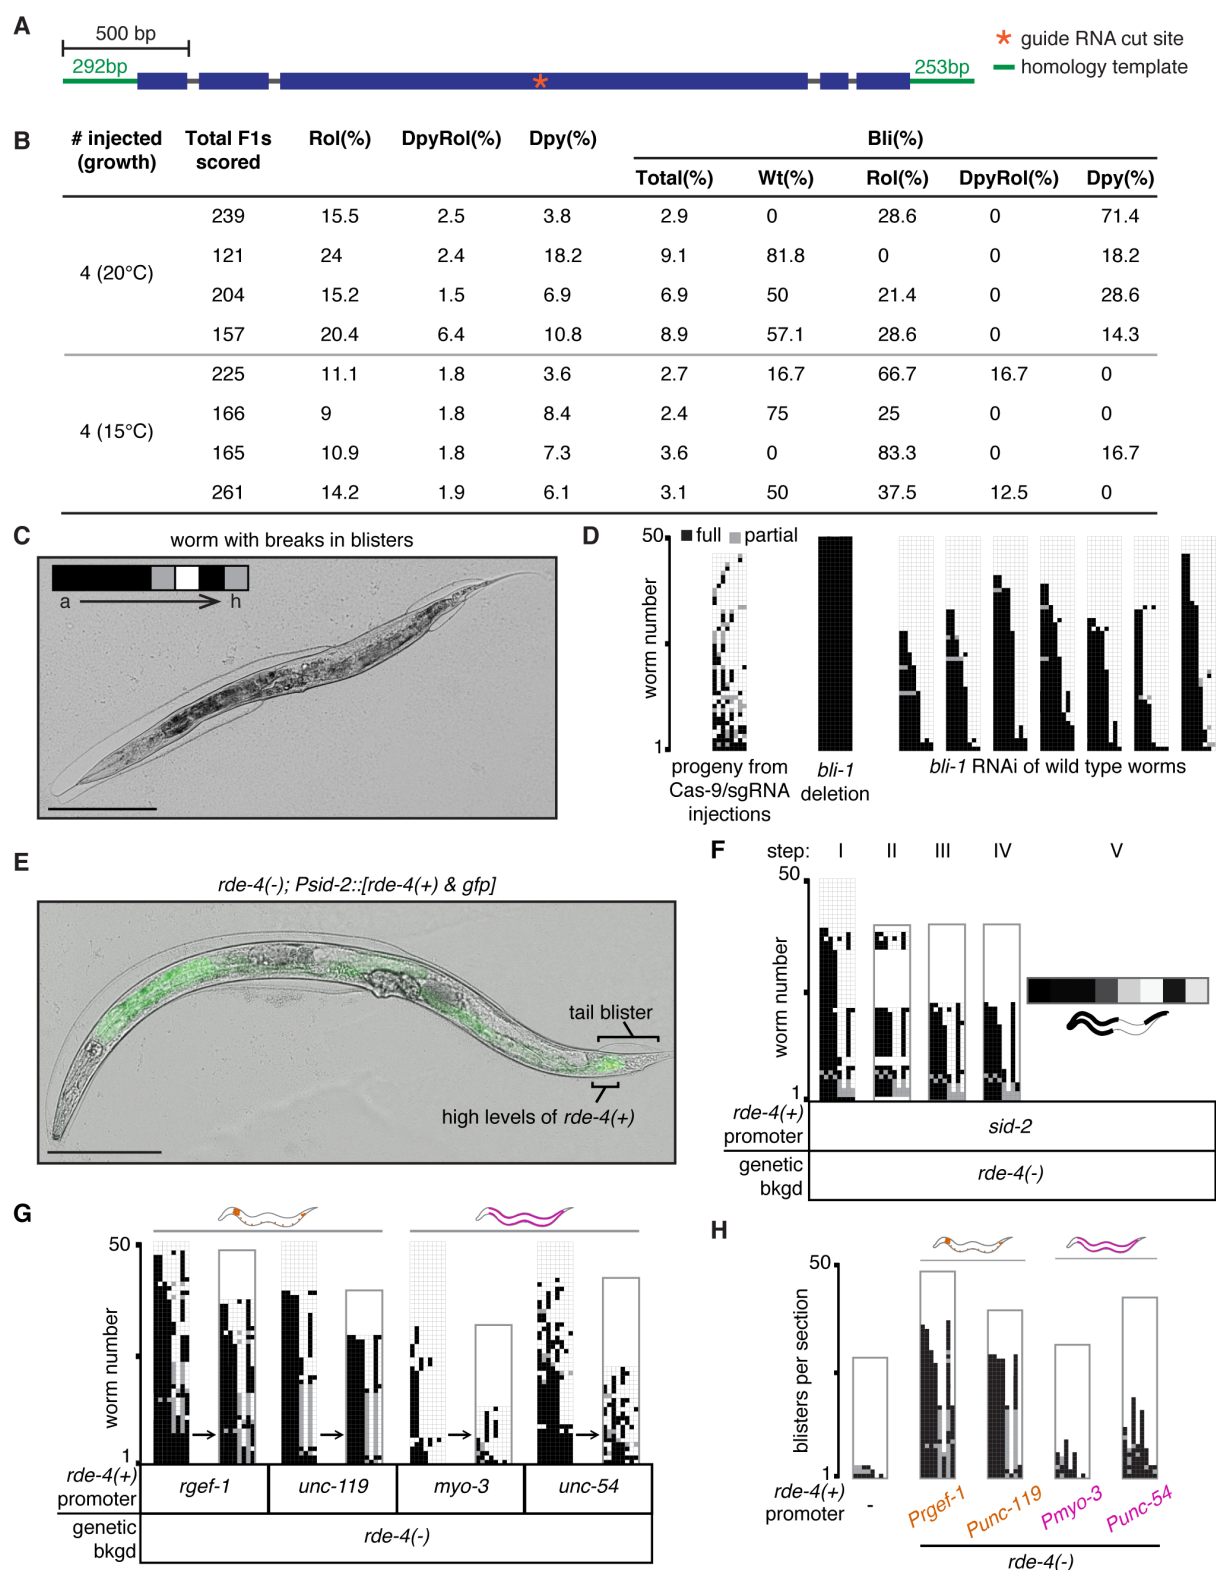 A
500 bp
292bp
253bp
* guide RNA cut site
homology template
B
# injected (growth)
Total F1s scored
Rol(%)
DpyRol(%)
Dpy(%)
Bli(%)
Total(%) Wt(%) Rol(%) DpyRol(%) Dpy(%)
4 (20°C)
239 15.5 2.5 3.8 2.9 0 28.6 0 71.4
121 24 2.4 18.2 9.1 81.8 0 0 18.2
204 15.2 1.5 6.9 6.9 50 21.4 0 28.6
157 20.4 6.4 10.8 8.9 57.1 28.6 0 14.3
4 (15°C)
225 11.1 1.8 3.6 2.7 16.7 66.7 16.7 0
166 9 1.8 8.4 2.4 75 25 0 0
165 10.9 1.8 7.3 3.6 0 83.3 0 16.7
261 14.2 1.9 6.1 3.1 50 37.5 12.5 0
C
worm with breaks in blisters
a h
D
full partial
50
worm number
1
progeny from
Cas-9/sgRNA
injections
bli-1
deletion
bli-1 RNAi of wild type worms
E
rde-4(-); Psid-2::[rde-4(+) & gfp]
tail blister
high levels of rde-4(+)
F
step: I II III IV V
50
worm number
1
rde-4(+)
promoter
sid-2
genetic
bkgd
rde-4(-)
G
50
worm number
1
rde-4(+)
promoter
rgef-1 unc-119 myo-3 unc-54
genetic
bkgd
rde-4(-)
H
50
blisters per section
1
rde-4(+)
promoter
- Prgef-1 Punc-119 Pmyo-3 Punc-54
rde-4(-)